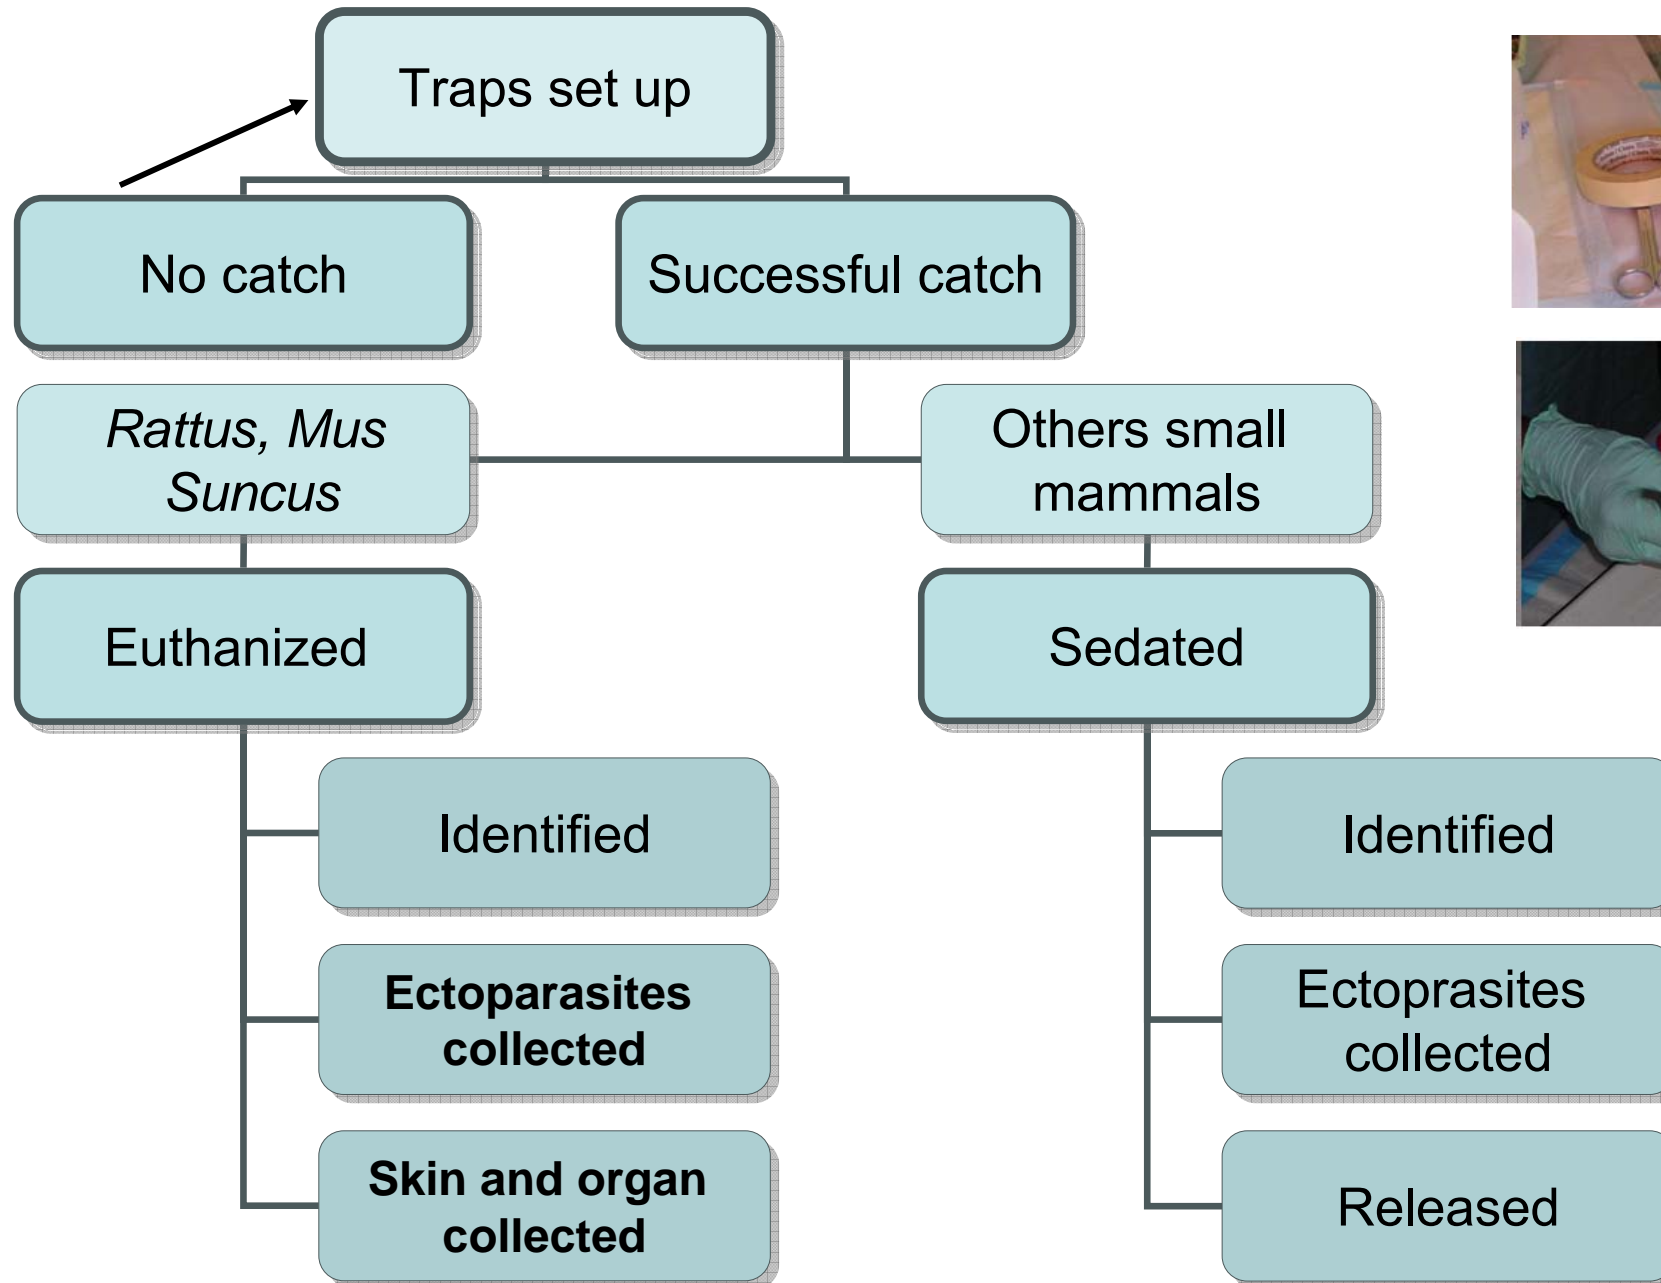 Traps set up
No catch
Successful catch
Rattus, Mus
Suncus
Others small
mammals
Euthanized
Sedated
Identified
Identified
Ectoparasites
collected
Ectoprasites
collected
Skin and organ
collected
Released